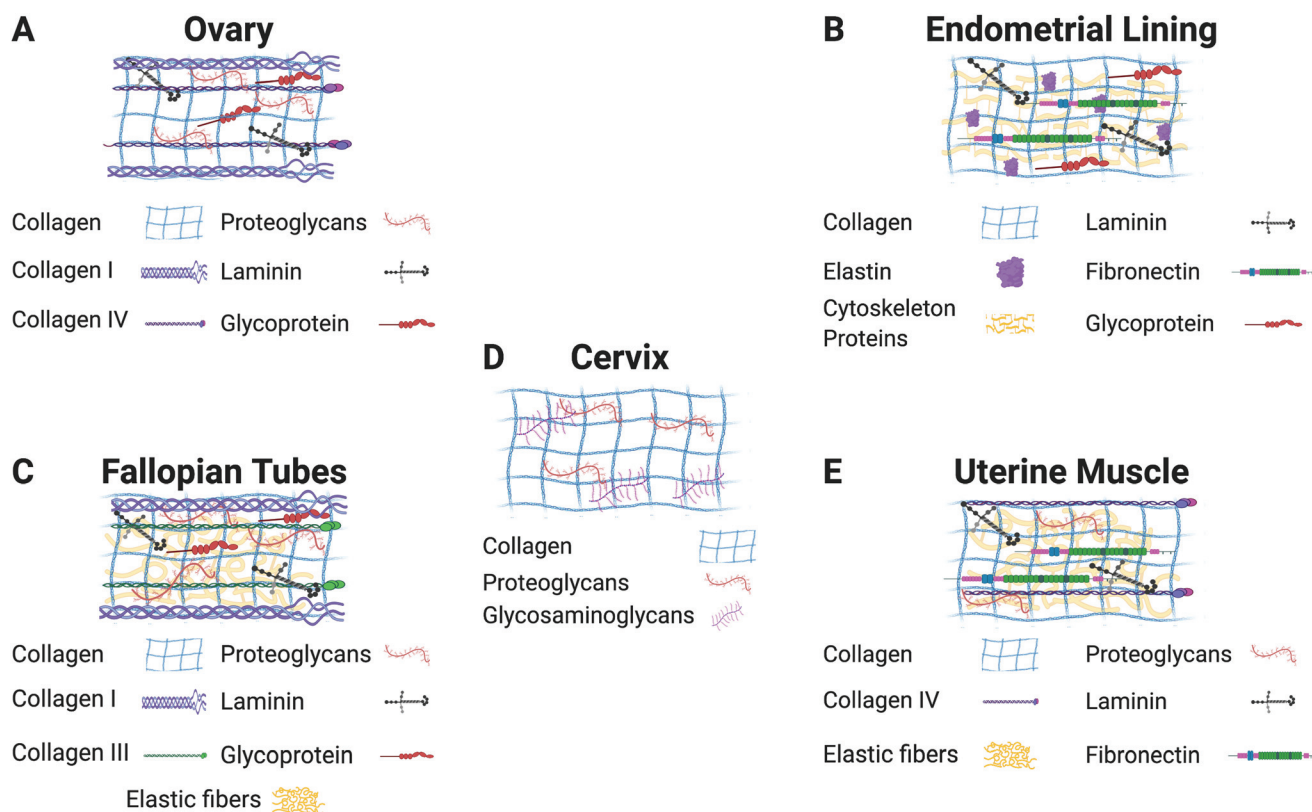 A Ovary
Collagen Proteoglycans
Collagen I Laminin
Collagen IV Glycoprotein
B Endometrial Lining
Collagen Laminin
Elastin Fibronectin
Cytoskeleton
Proteins Glycoprotein
D Cervix
Collagen
Proteoglycans
Glycosaminoglycans
C Fallopian Tubes
Collagen Proteoglycans
Collagen I Laminin
Collagen III Glycoprotein
Elastic fibers
E Uterine Muscle
Collagen Proteoglycans
Collagen IV Laminin
Elastic fibers Fibronectin